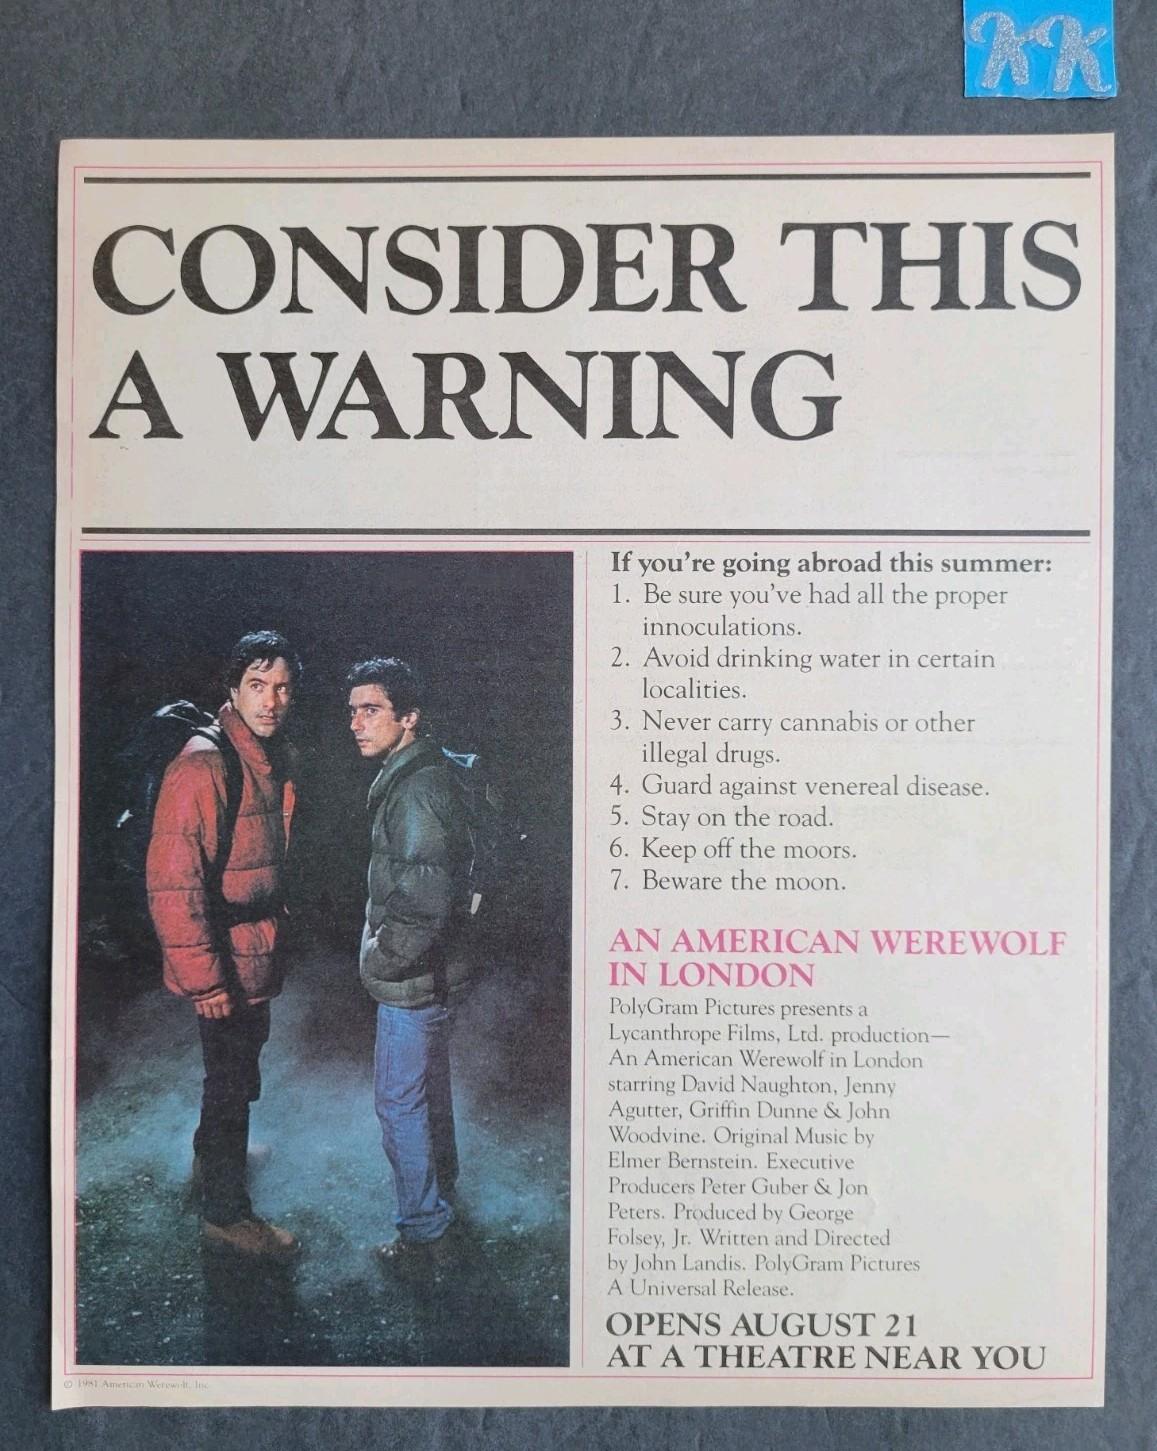 KK
CONSIDER THIS
A WARNING
If you're going abroad this summer:
1. Be sure you've had all the proper
innoculations.
2. Avoid drinking water in certain
localities.
3. Never carry cannabis or other
illegal drugs.
4. Guard against venereal disease.
5. Stay on the road.
6. Keep off the moors.
7. Beware the moon.
AN AMERICAN WEREWOLF
IN LONDON
PolyGram Pictures presents a
Lycanthrope Films, Ltd. production—
An American Werewolf in London
starring David Naughton, Jenny
Agutter, Griffin Dunne & John
Woodvine. Original Music by
Elmer Bernstein. Executive
Producers Peter Guber & Jon
Peters. Produced by George
Folsey, Jr. Written and Directed
by John Landis. PolyGram Pictures
A Universal Release.
OPENS AUGUST 21
AT A THEATRE NEAR YOU
© 1981 American Werewolf, Inc.